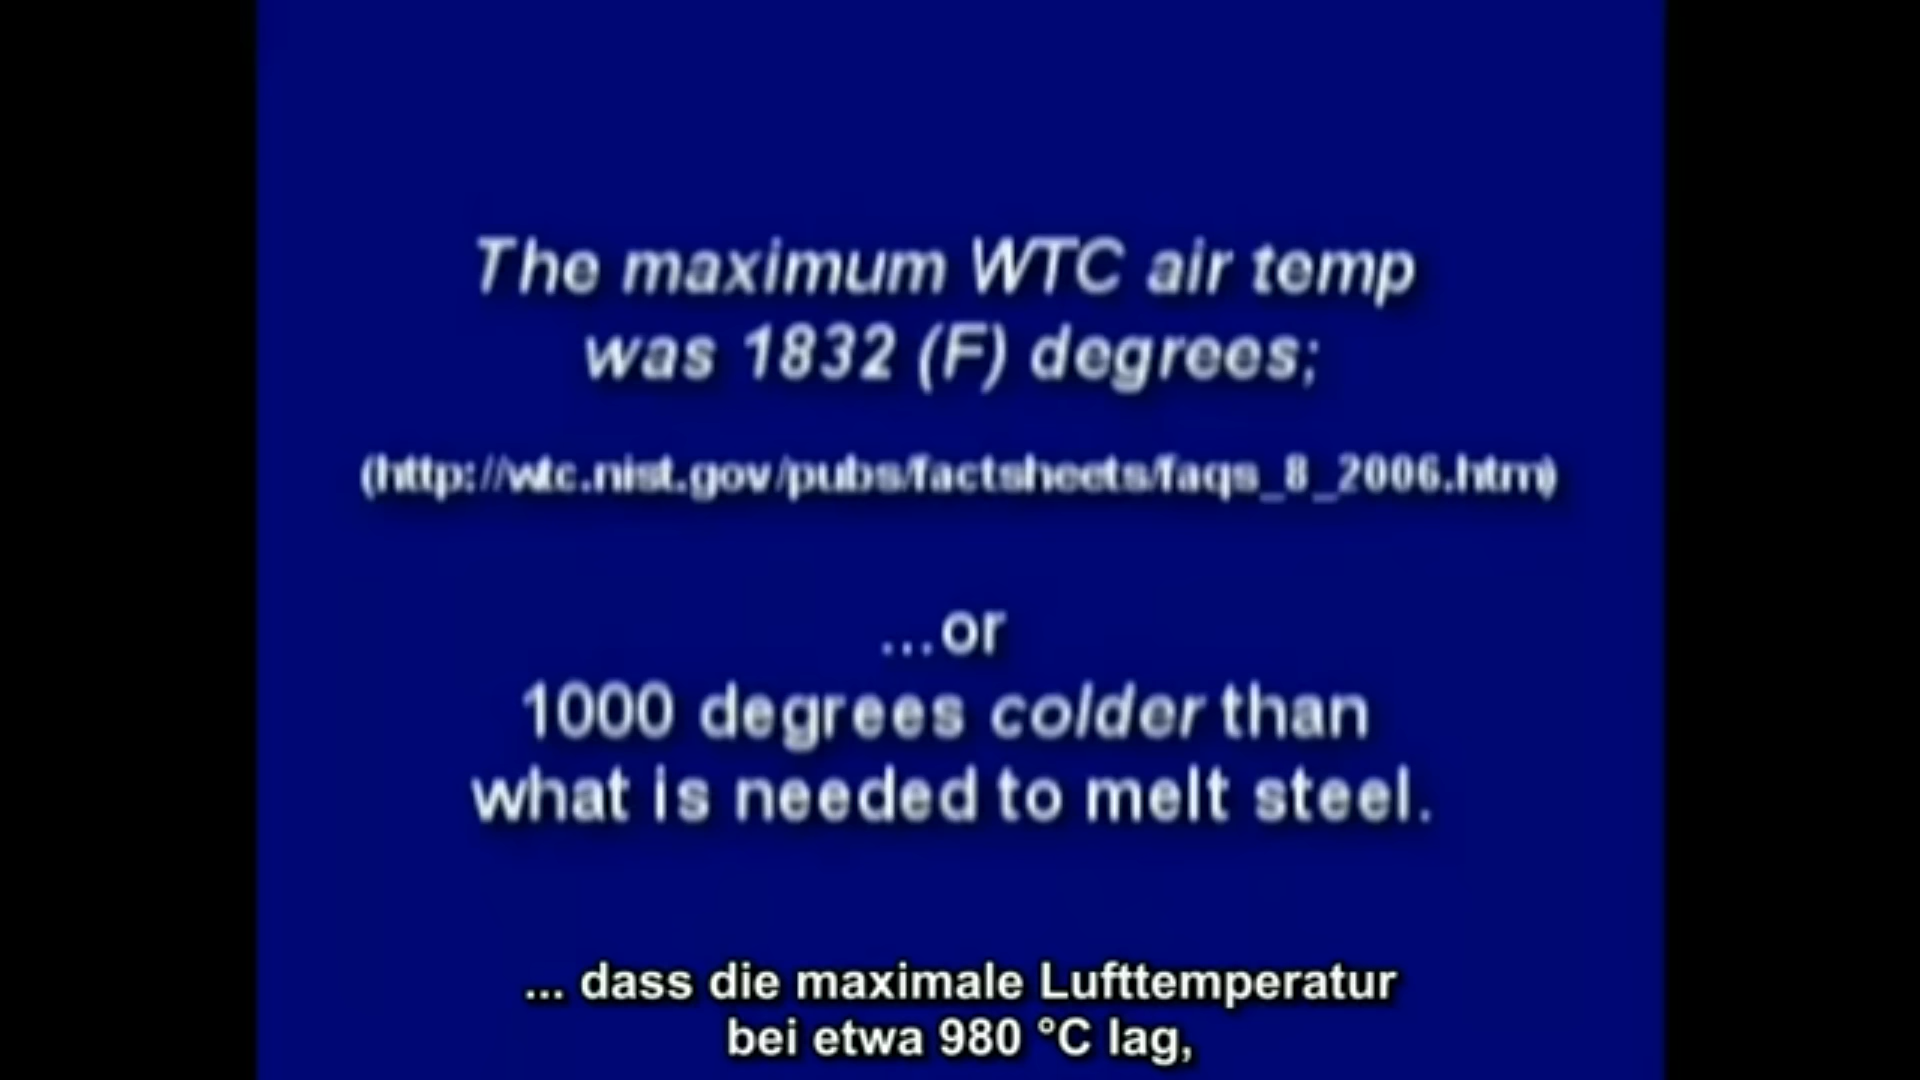 The maximum WTC air temp
was 1832 (F) degrees;
(http://wtc.nist.gov/pubs/factsheets/faqs_8_2006.htm)
...or
1000 degrees colder than
what is needed to melt steel.
... dass die maximale Lufttemperatur
bei etwa 980 °C lag,